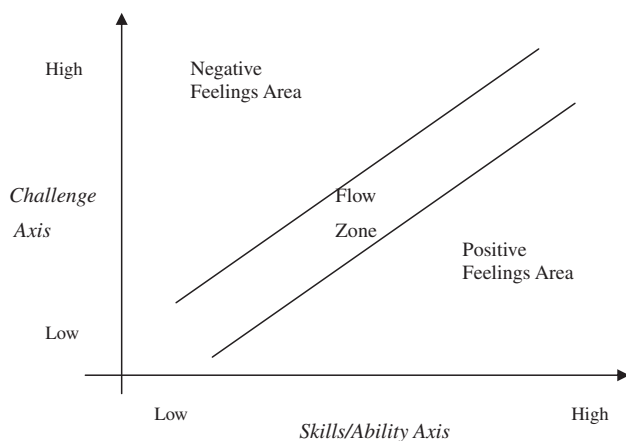 High
Negative
Feelings Area
Challenge
Axis
Flow
Zone
Positive
Feelings Area
Low
Low
High
Skills/Ability Axis